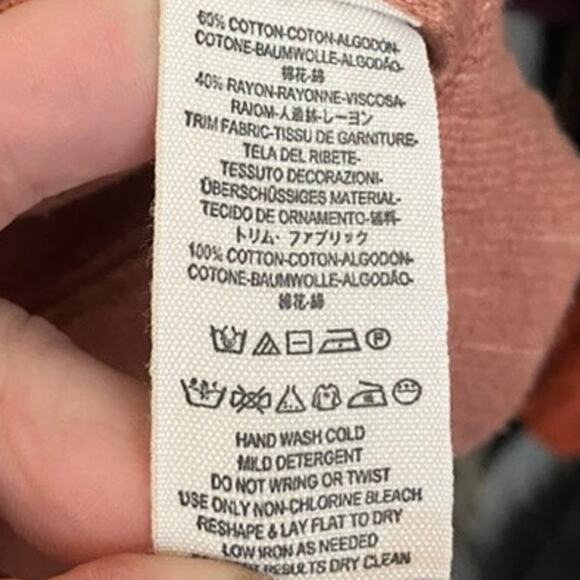 60% COTTON-COTON-ALGODÓN-
COTONE-BAUMWOLLE-ALGODÃO-
棉花-綿
40% RAYON-RAYONNE-VISCOSA-
RAIOM-人造絲-レーヨン
TRIM FABRIC-TISSU DE GARNITURE-
TELA DEL RIBETE-
TESSUTO DECORAZIONI-
ÜBERSCHÜSSIGES MATERIAL-
TECIDO DE ORNAMENTO-輔料-
トリム・ファブリック
100% COTTON-COTON-ALGODÓN-
COTONE-BAUMWOLLE-ALGODÃO-
棉花-綿
P
HAND WASH COLD
MILD DETERGENT
DO NOT WRING OR TWIST
USE ONLY NON-CHLORINE BLEACH
RESHAPE & LAY FLAT TO DRY
LOW IRON AS NEEDED
RESULTS DRY CLEAN